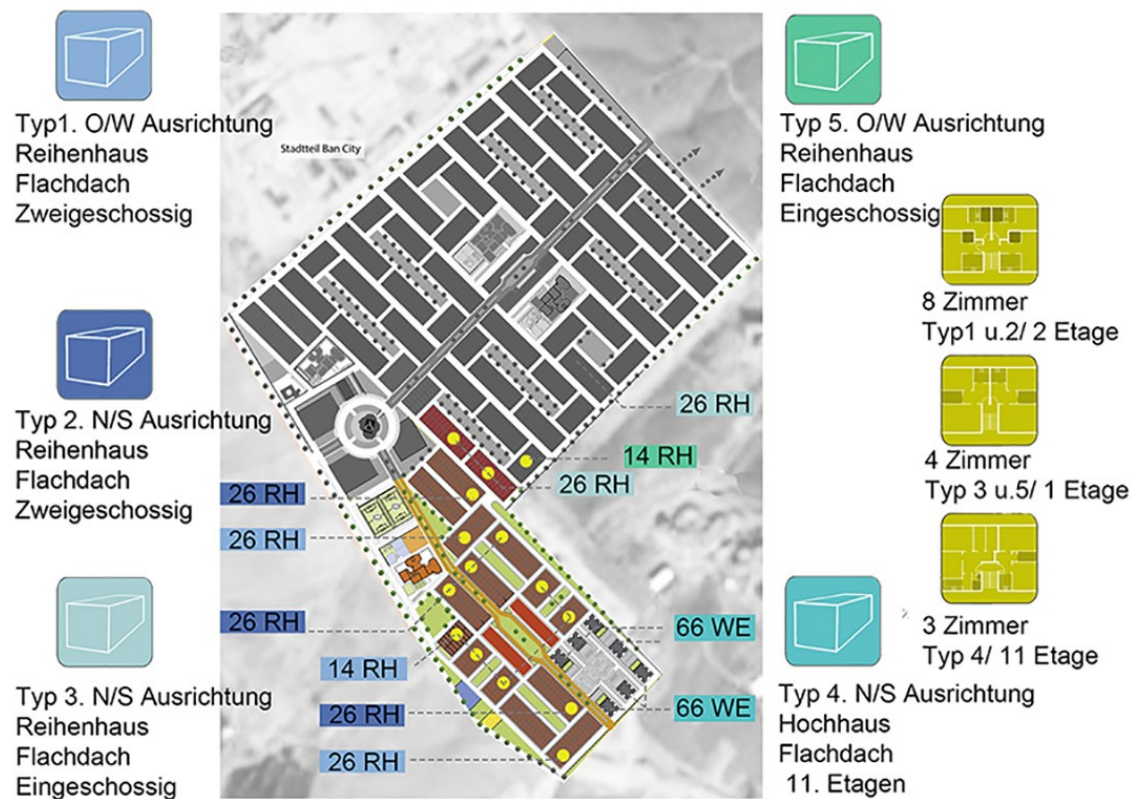 Typ1. O/W Ausrichtung
Reihenhaus
Flachdach
Zweigeschossig
Typ 2. N/S Ausrichtung
Reihenhaus
Flachdach
Zweigeschossig
Typ 3. N/S Ausrichtung
Reihenhaus
Flachdach
Eingeschossig
Stadtteil Ban City
26 RH
14 RH
26 RH
26 RH
26 RH
26 RH
14 RH
26 RH
26 RH
66 WE
66 WE
Typ 5. O/W Ausrichtung
Reihenhaus
Flachdach
Eingeschossig
8 Zimmer
Typ1 u.2/ 2 Etage
4 Zimmer
Typ 3 u.5/ 1 Etage
3 Zimmer
Typ 4/ 11 Etage
Typ 4. N/S Ausrichtung
Hochhaus
Flachdach
11. Etagen